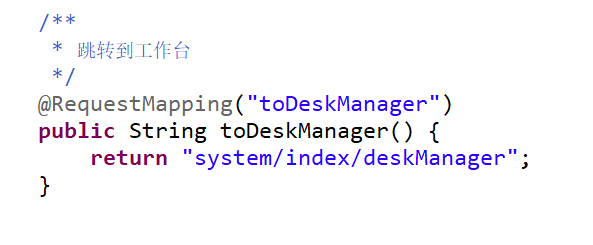 /**
 * 跳转到工作台
 */
@RequestMapping("toDeskManager")
public String toDeskManager() {
    return "system/index/deskManager";
}